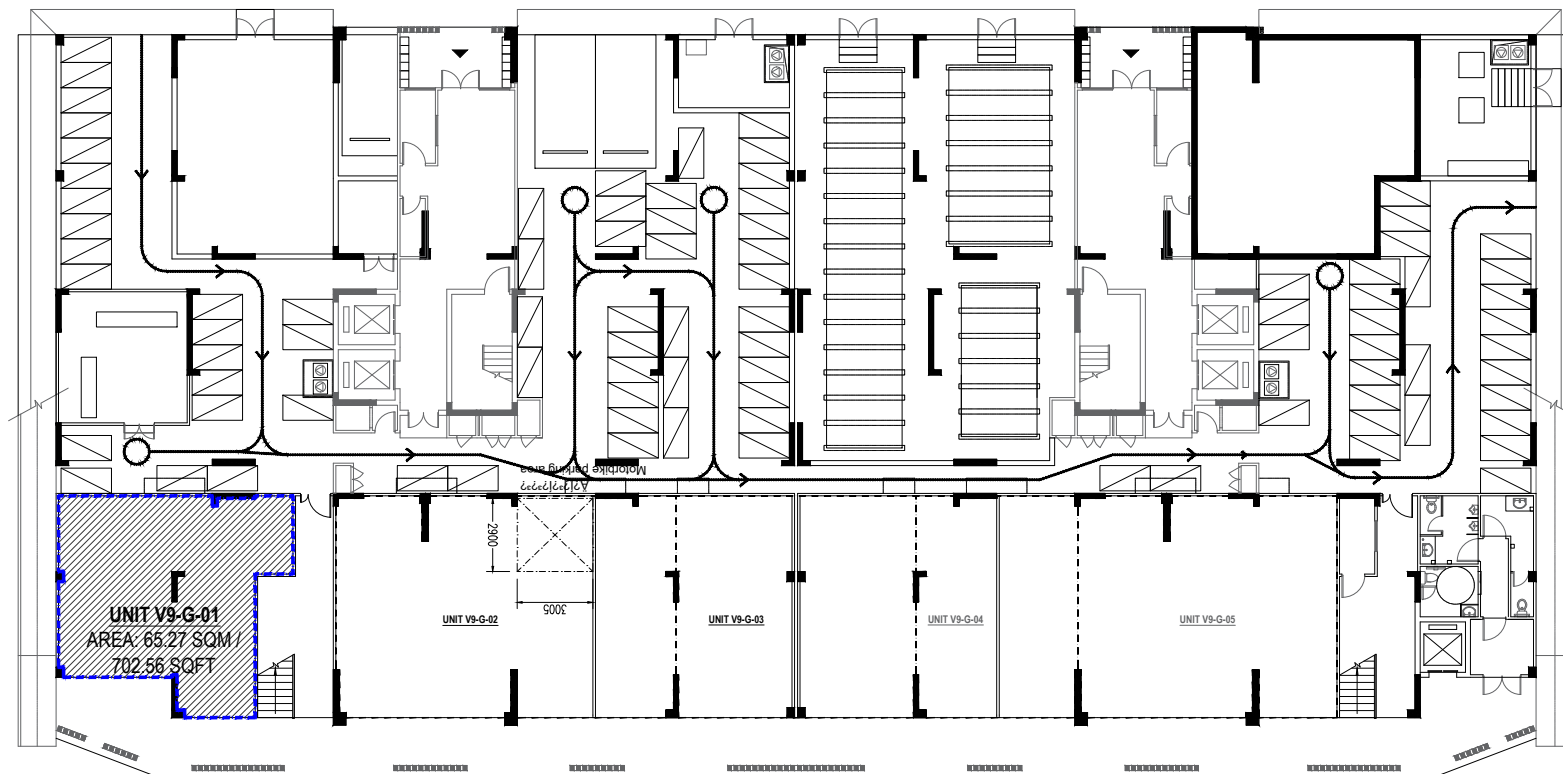 Motorbike parking area
2900
3005
UNIT V9-G-01
AREA: 65.27 SQM /
702.56 SQFT
UNIT V9-G-02
UNIT V9-G-03
UNIT V9-G-04
UNIT V9-G-05